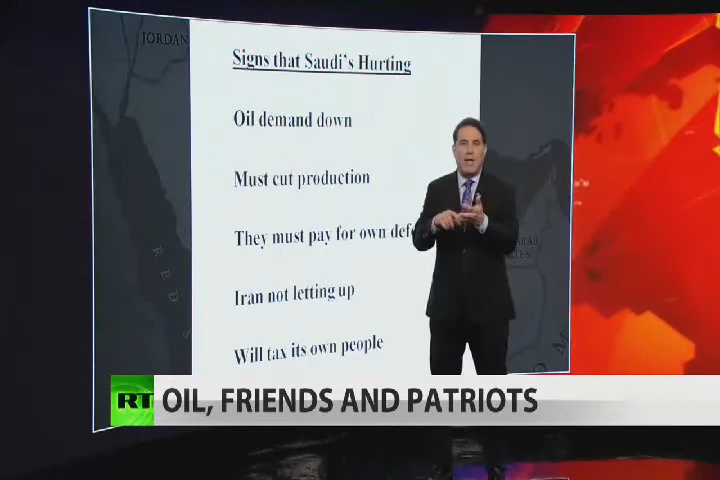 JORDAN
Signs that Saudi's Hurting
Oil demand down
Must cut production
They must pay for own
Iran not letting up
Will tax its own people
RED
RT OIL, FRIENDS AND PATRIOTS